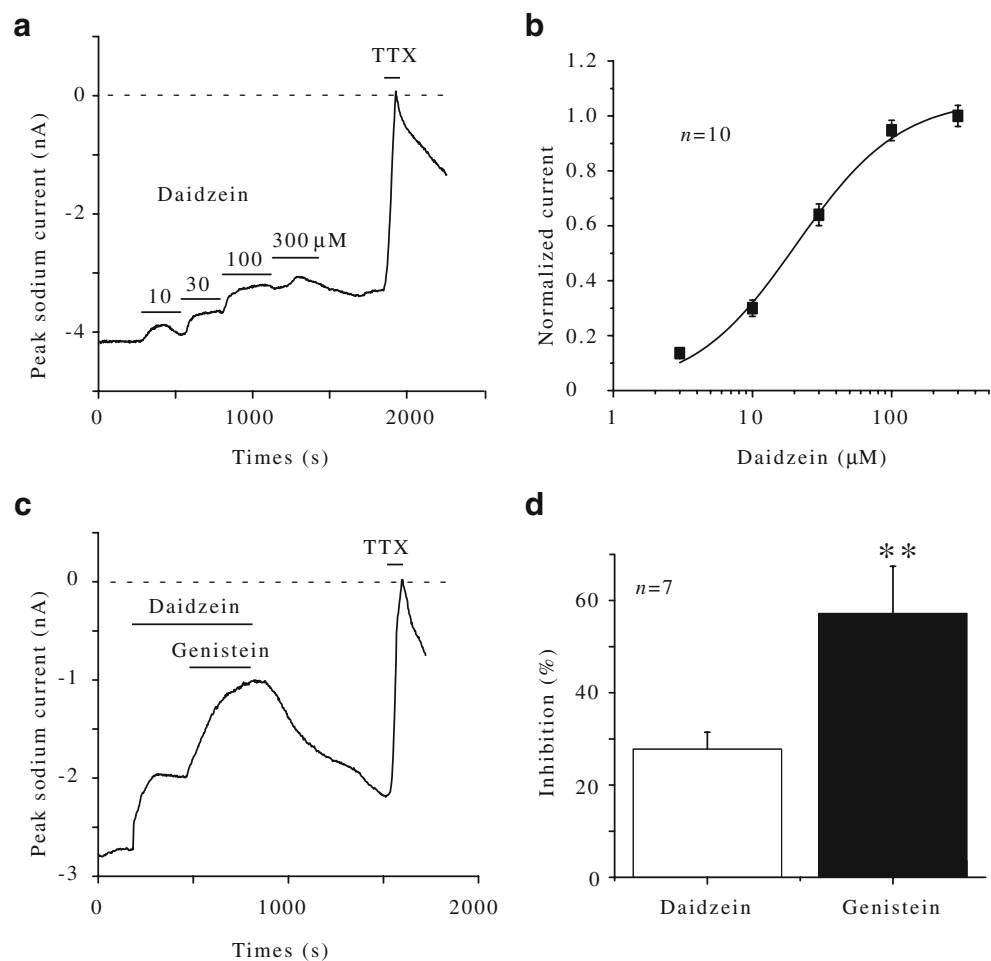 a
TTX
0
-2
-4
Peak sodium current (nA)
Daidzein
10
30
100
300 μM
0
1000
2000
Times (s)
b
1.2
1.0
0.8
0.6
0.4
0.2
0
Normalized current
n=10
1
10
100
Daidzein (μM)
c
TTX
0
-1
-2
-3
Peak sodium current (nA)
Daidzein
Genistein
0
1000
2000
Times (s)
d
**
n=7
60
40
20
0
Inhibition (%)
Daidzein
Genistein